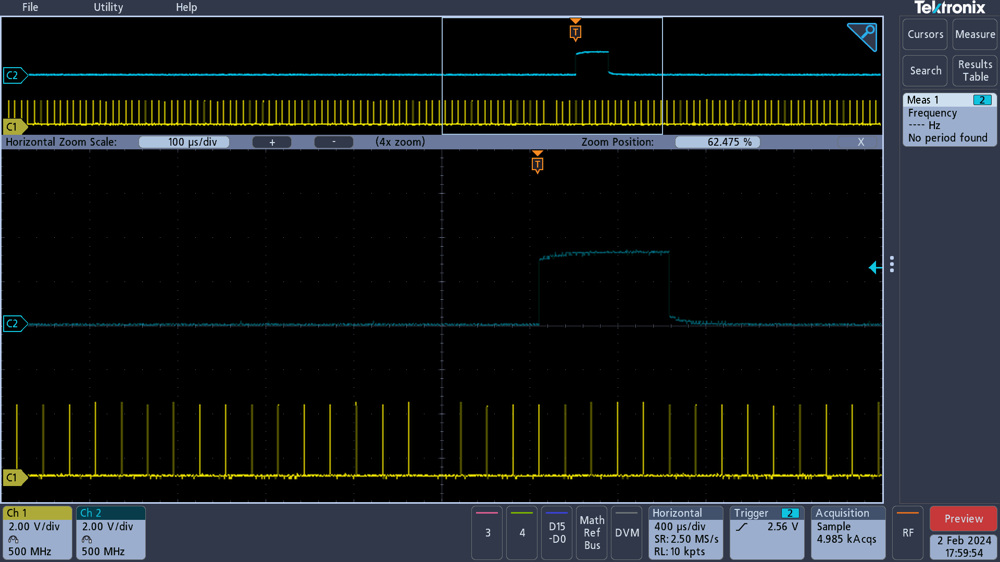 File Utility Help
Tektronix
T
C2
C1
Cursors Measure
Search Results Table
Meas 1 2
Frequency
---- Hz
No period found
Horizontal Zoom Scale: 100 µs/div + - (4x zoom) Zoom Position: 62.475 % X
T
C2
C1
Ch 1
2.00 V/div
500 MHz
Ch 2
2.00 V/div
500 MHz
3
4
D15
-D0
Math
Ref
Bus
DVM
Horizontal
400 µs/div
SR: 2.50 MS/s
RL: 10 kpts
Trigger 2
2.56 V
Acquisition
Sample
4.985 kAcqs
RF
Preview
2 Feb 2024
17:59:54